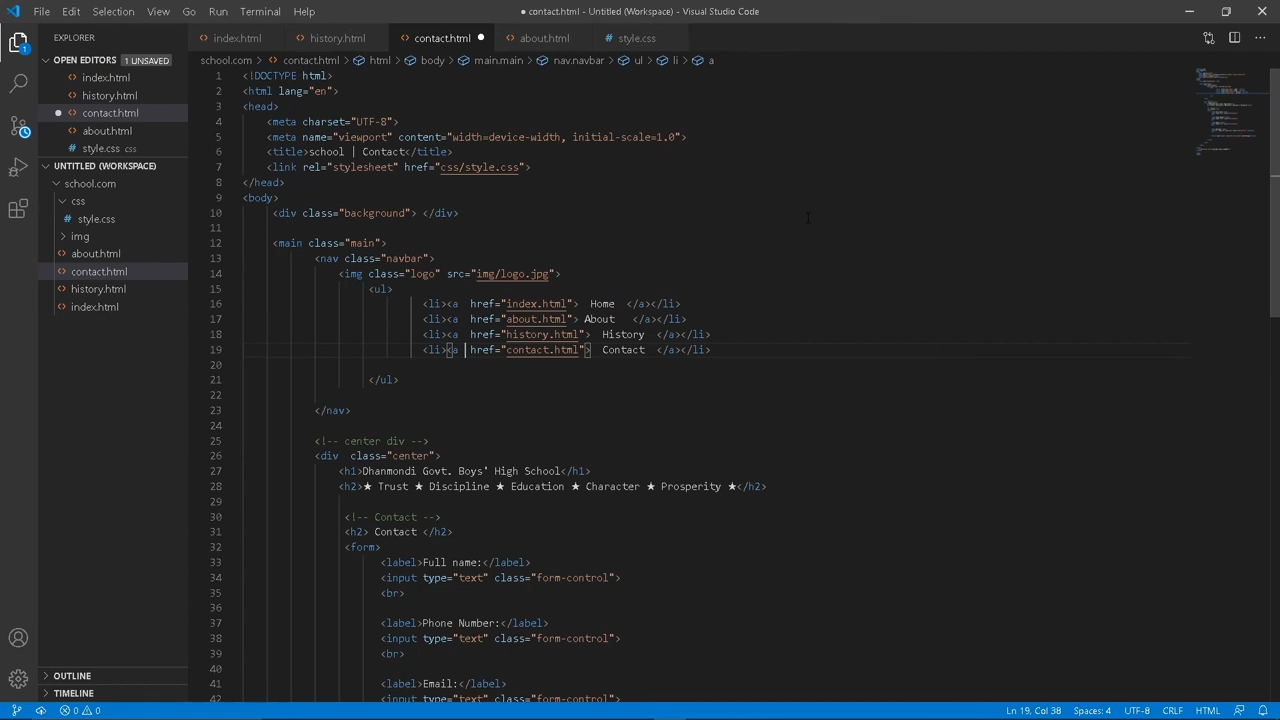 File Edit Selection View Go Run Terminal Help
● contact.html - Untitled (Workspace) - Visual Studio Code
EXPLORER
OPEN EDITORS 1 UNSAVED
index.html
history.html
contact.html
about.html
style.css css
UNTITLED (WORKSPACE)
school.com
css
style.css
img
about.html
contact.html
history.html
index.html
OUTLINE
TIMELINE
1
index.html history.html contact.html ● about.html style.css
school.com > contact.html > html > body > main.main > nav.navbar > ul > li > a
1 <!DOCTYPE html>
2 <html lang="en">
3 <head>
4 <meta charset="UTF-8">
5 <meta name="viewport" content="width=device-width, initial-scale=1.0">
6 <title>school | Contact</title>
7 <link rel="stylesheet" href="css/style.css">
8 </head>
9 <body>
10 <div class="background"> </div>
11
12 <main class="main">
13 <nav class="navbar">
14 <img class="logo" src="img/logo.jpg">
15 <ul>
16 <li><a  href="index.html">  Home  </a></li>
17 <li><a  href="about.html"> About   </a></li>
18 <li><a  href="history.html">  History  </a></li>
19 <li><a  href="contact.html">  Contact  </a></li>
20
21 </ul>
22
23 </nav>
24
25 <!-- center div -->
26 <div  class="center">
27 <h1>Dhanmondi Govt. Boys' High School</h1>
28 <h2>★ Trust ★ Discipline ★ Education ★ Character ★ Prosperity ★</h2>
29
30 <!-- Contact -->
31 <h2> Contact </h2>
32 <form>
33 <label>Full name:</label>
34 <input type="text" class="form-control">
35 <br>
36
37 <label>Phone Number:</label>
38 <input type="text" class="form-control">
39 <br>
40
41 <label>Email:</label>
42 <input type="text" class="form-control">
0 0 Ln 19, Col 38 Spaces: 4 UTF-8 CRLF HTML